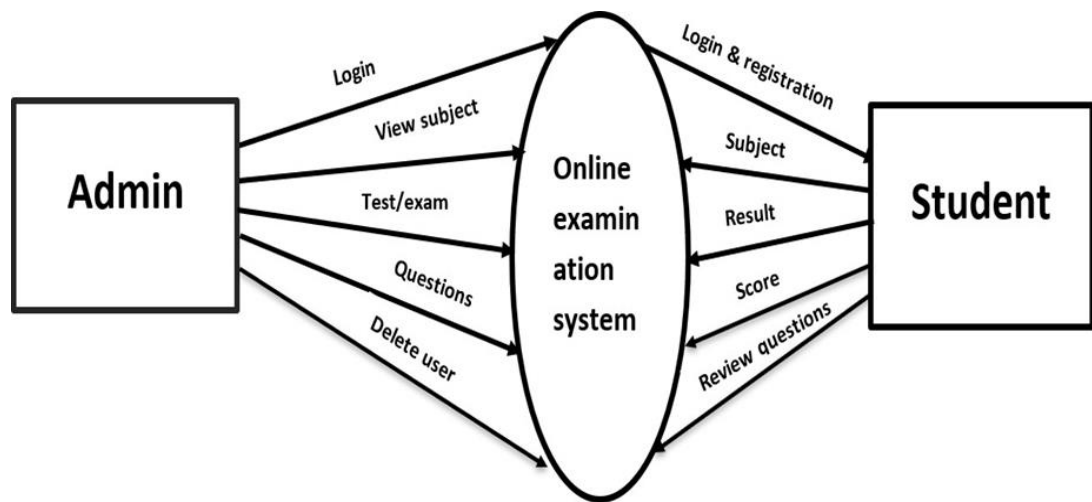 Admin
Login
View subject
Test/exam
Questions
Delete user
Online
examin
ation
system
Login & registration
Subject
Result
Score
Review questions
Student